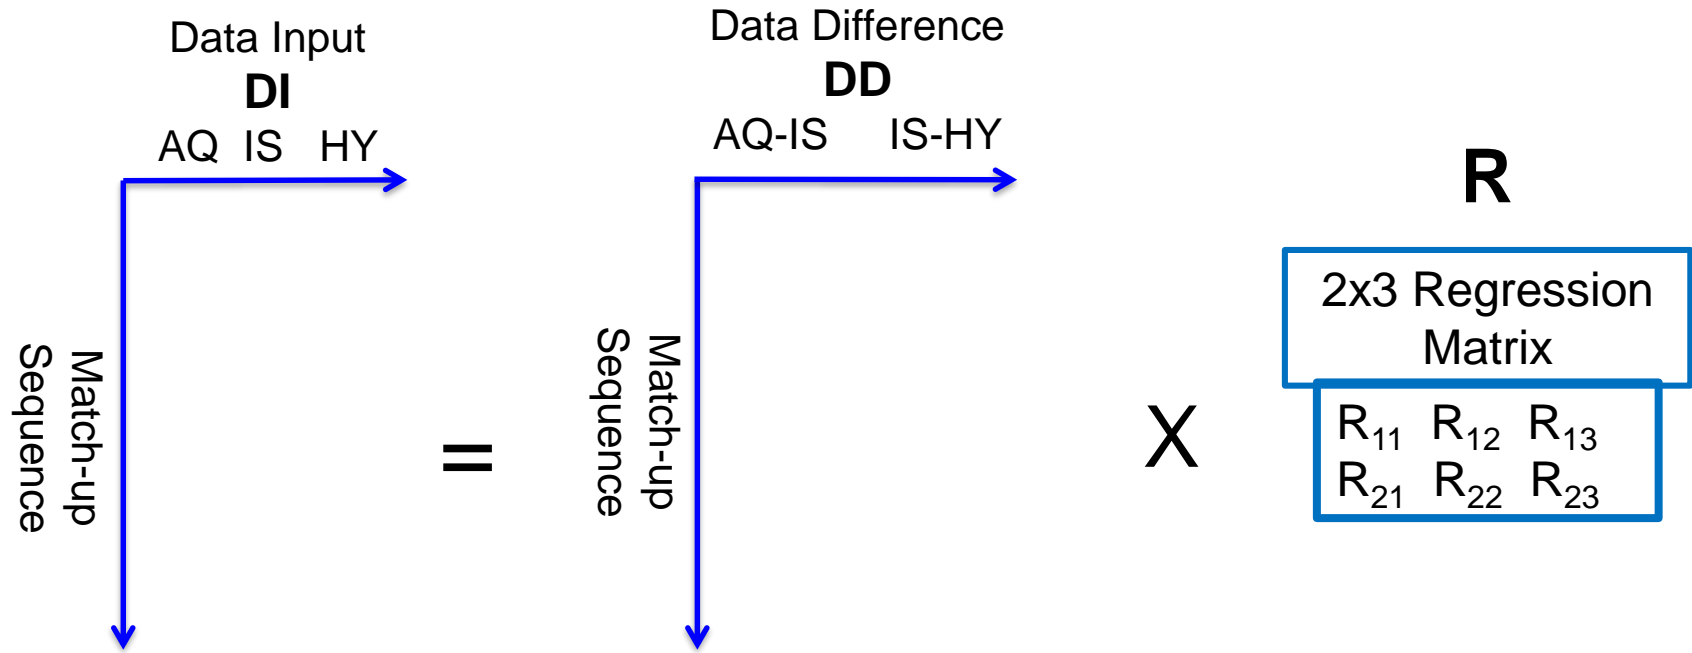 Data Input
DI
AQ IS HY
Match-up
Sequence
=
Data Difference
DD
AQ-IS IS-HY
Match-up
Sequence
X
R
2x3 Regression
Matrix
R₁₁ R₁₂ R₁₃
R₂₁ R₂₂ R₂₃